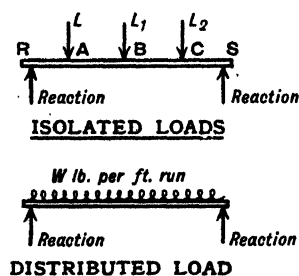 L L₁ L₂
R A B C S
Reaction Reaction
ISOLATED LOADS
W lb. per ft. run
Reaction Reaction
DISTRIBUTED LOAD